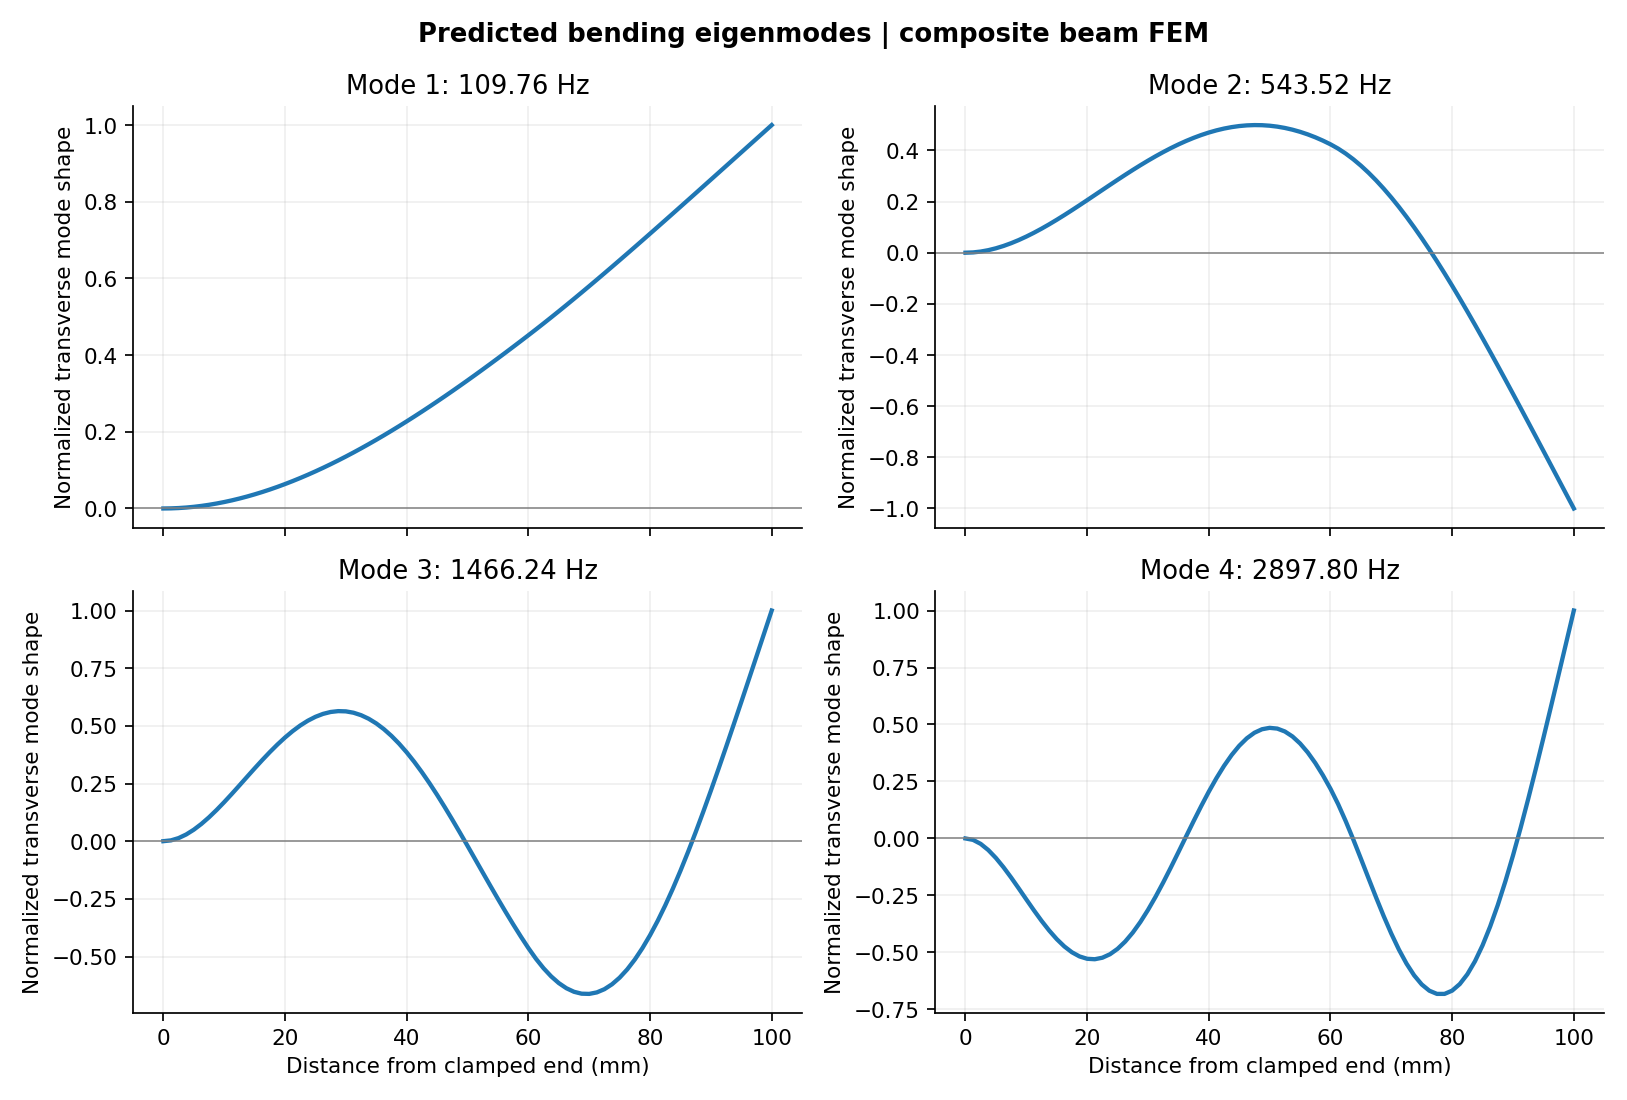 Predicted bending eigenmodes | composite beam FEM
Mode 1: 109.76 Hz
Normalized transverse mode shape
1.0
0.8
0.6
0.4
0.2
0.0
Mode 2: 543.52 Hz
Normalized transverse mode shape
0.4
0.2
0.0
−0.2
−0.4
−0.6
−0.8
−1.0
Mode 3: 1466.24 Hz
Normalized transverse mode shape
1.00
0.75
0.50
0.25
0.00
−0.25
−0.50
0 20 40 60 80 100
Distance from clamped end (mm)
Mode 4: 2897.80 Hz
Normalized transverse mode shape
1.00
0.75
0.50
0.25
0.00
−0.25
−0.50
−0.75
0 20 40 60 80 100
Distance from clamped end (mm)